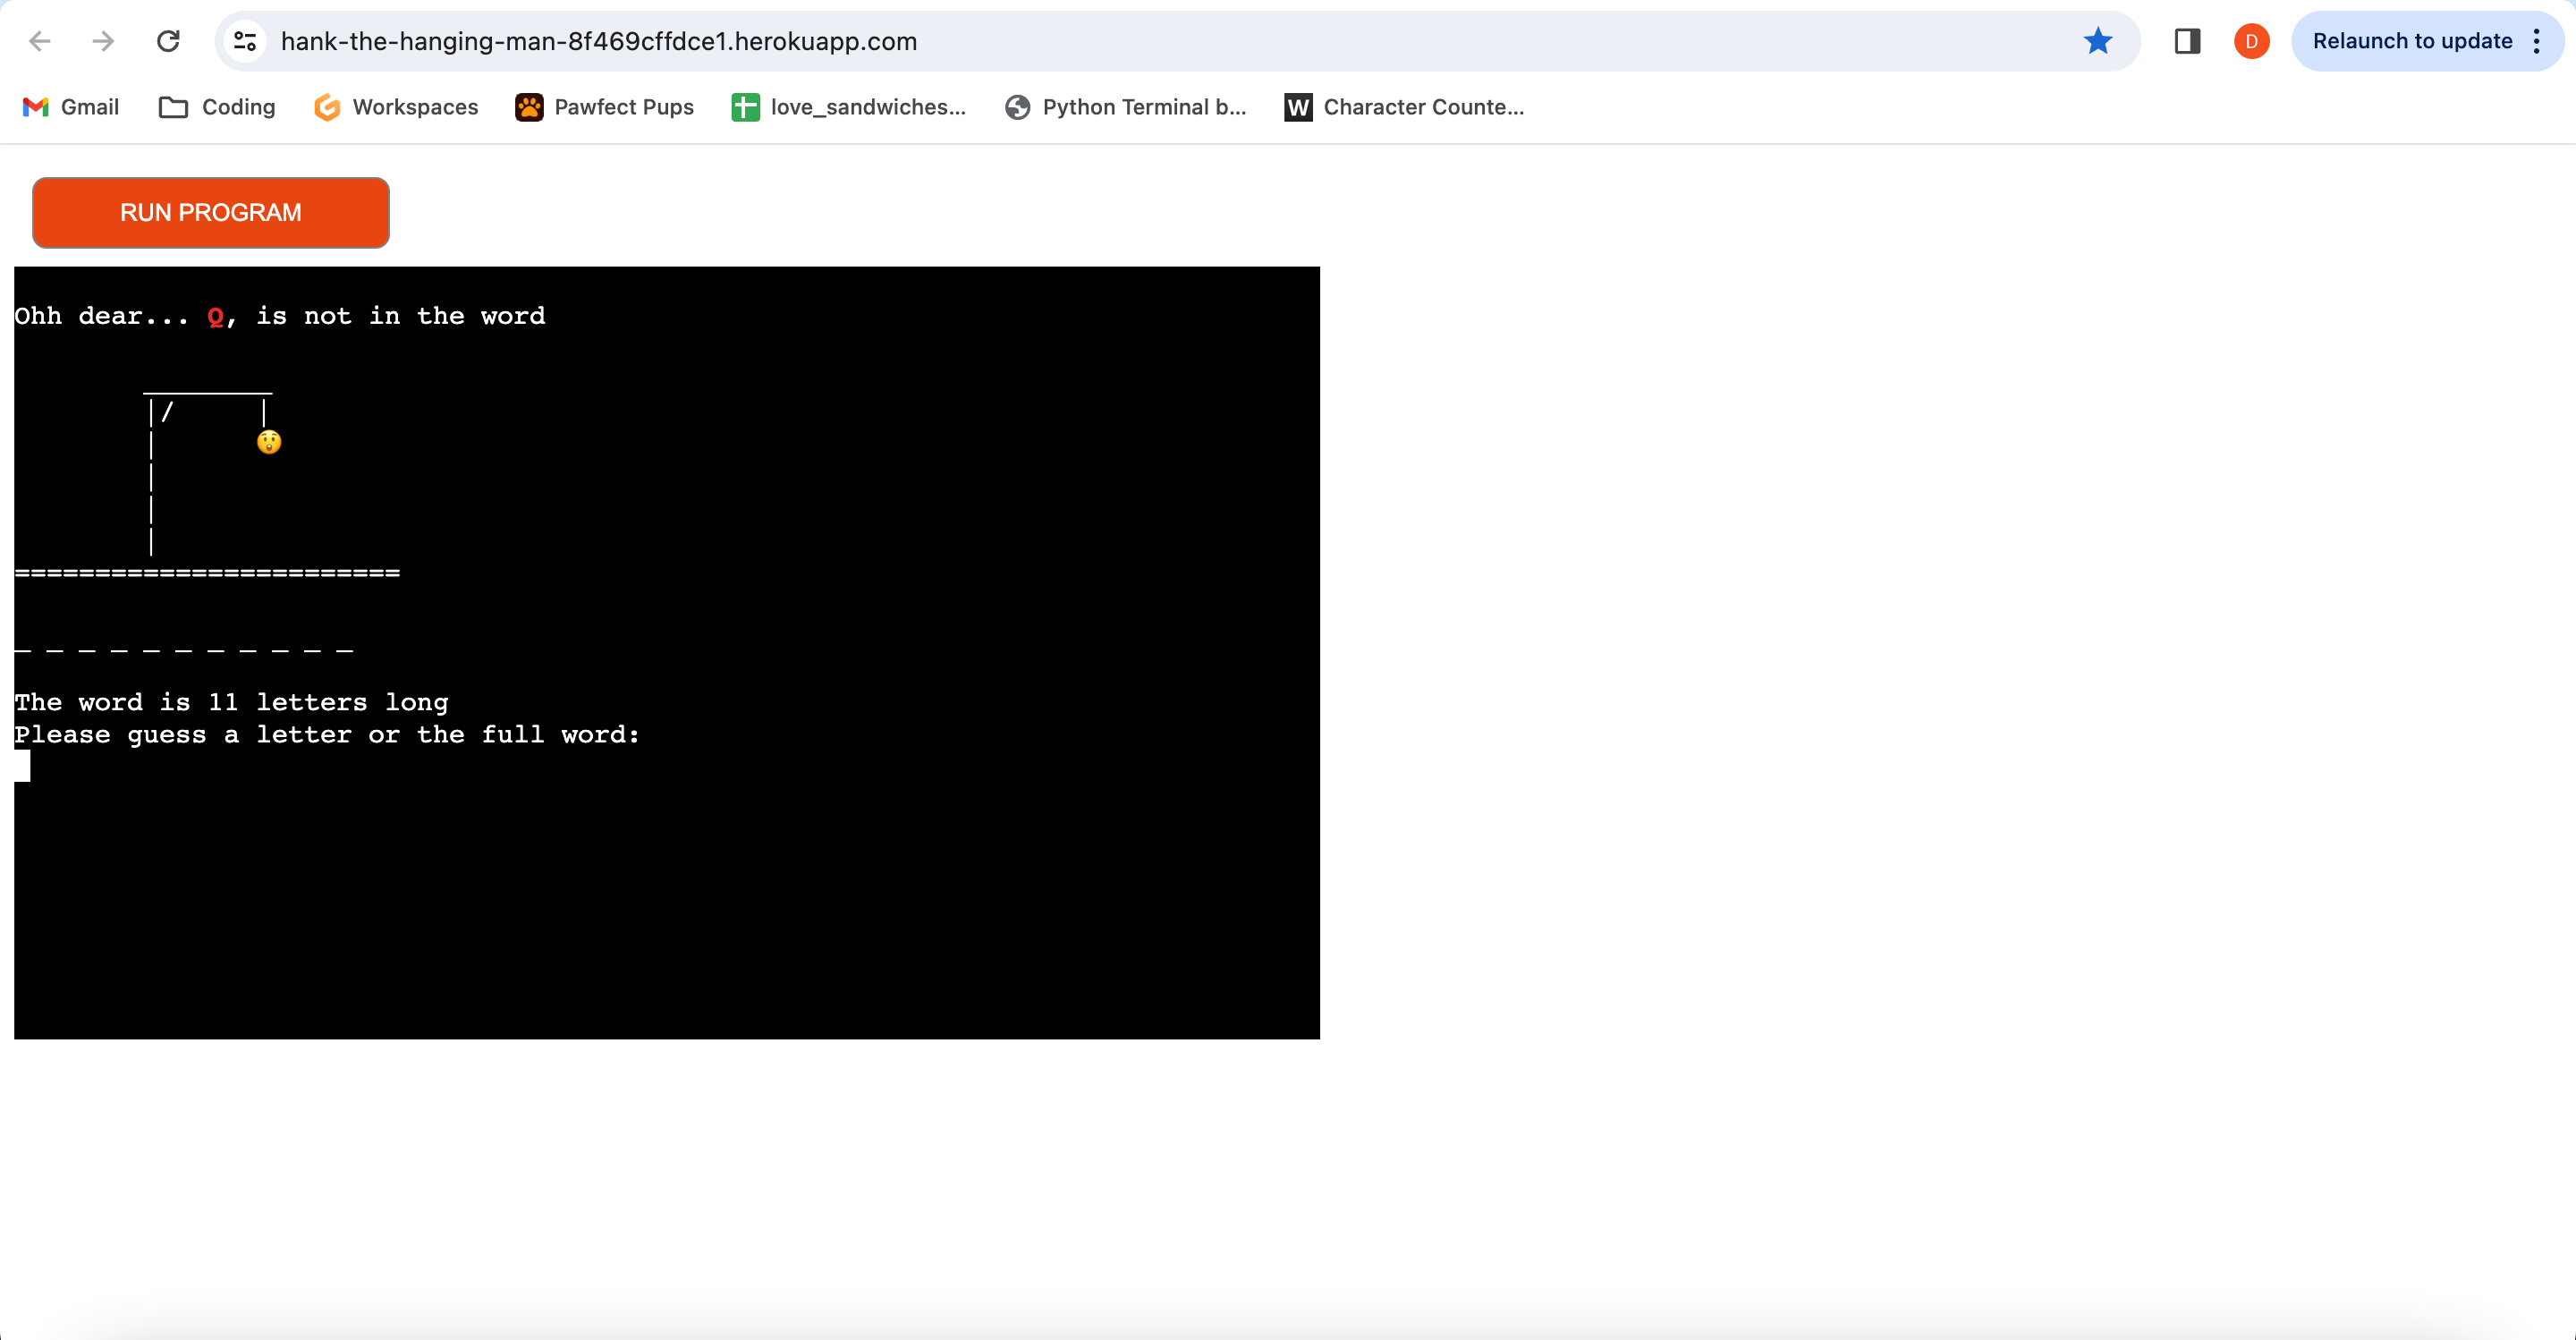 hank-the-hanging-man-8f469cffdce1.herokuapp.com
D
Relaunch to update
Gmail Coding Workspaces Pawfect Pups love_sandwiches... Python Terminal b... W Character Counte...
RUN PROGRAM
Ohh dear... Q, is not in the word
________
|/     |
|
|
|
|
========================
_ _ _ _ _ _ _ _ _ _ _
The word is 11 letters long
Please guess a letter or the full word: